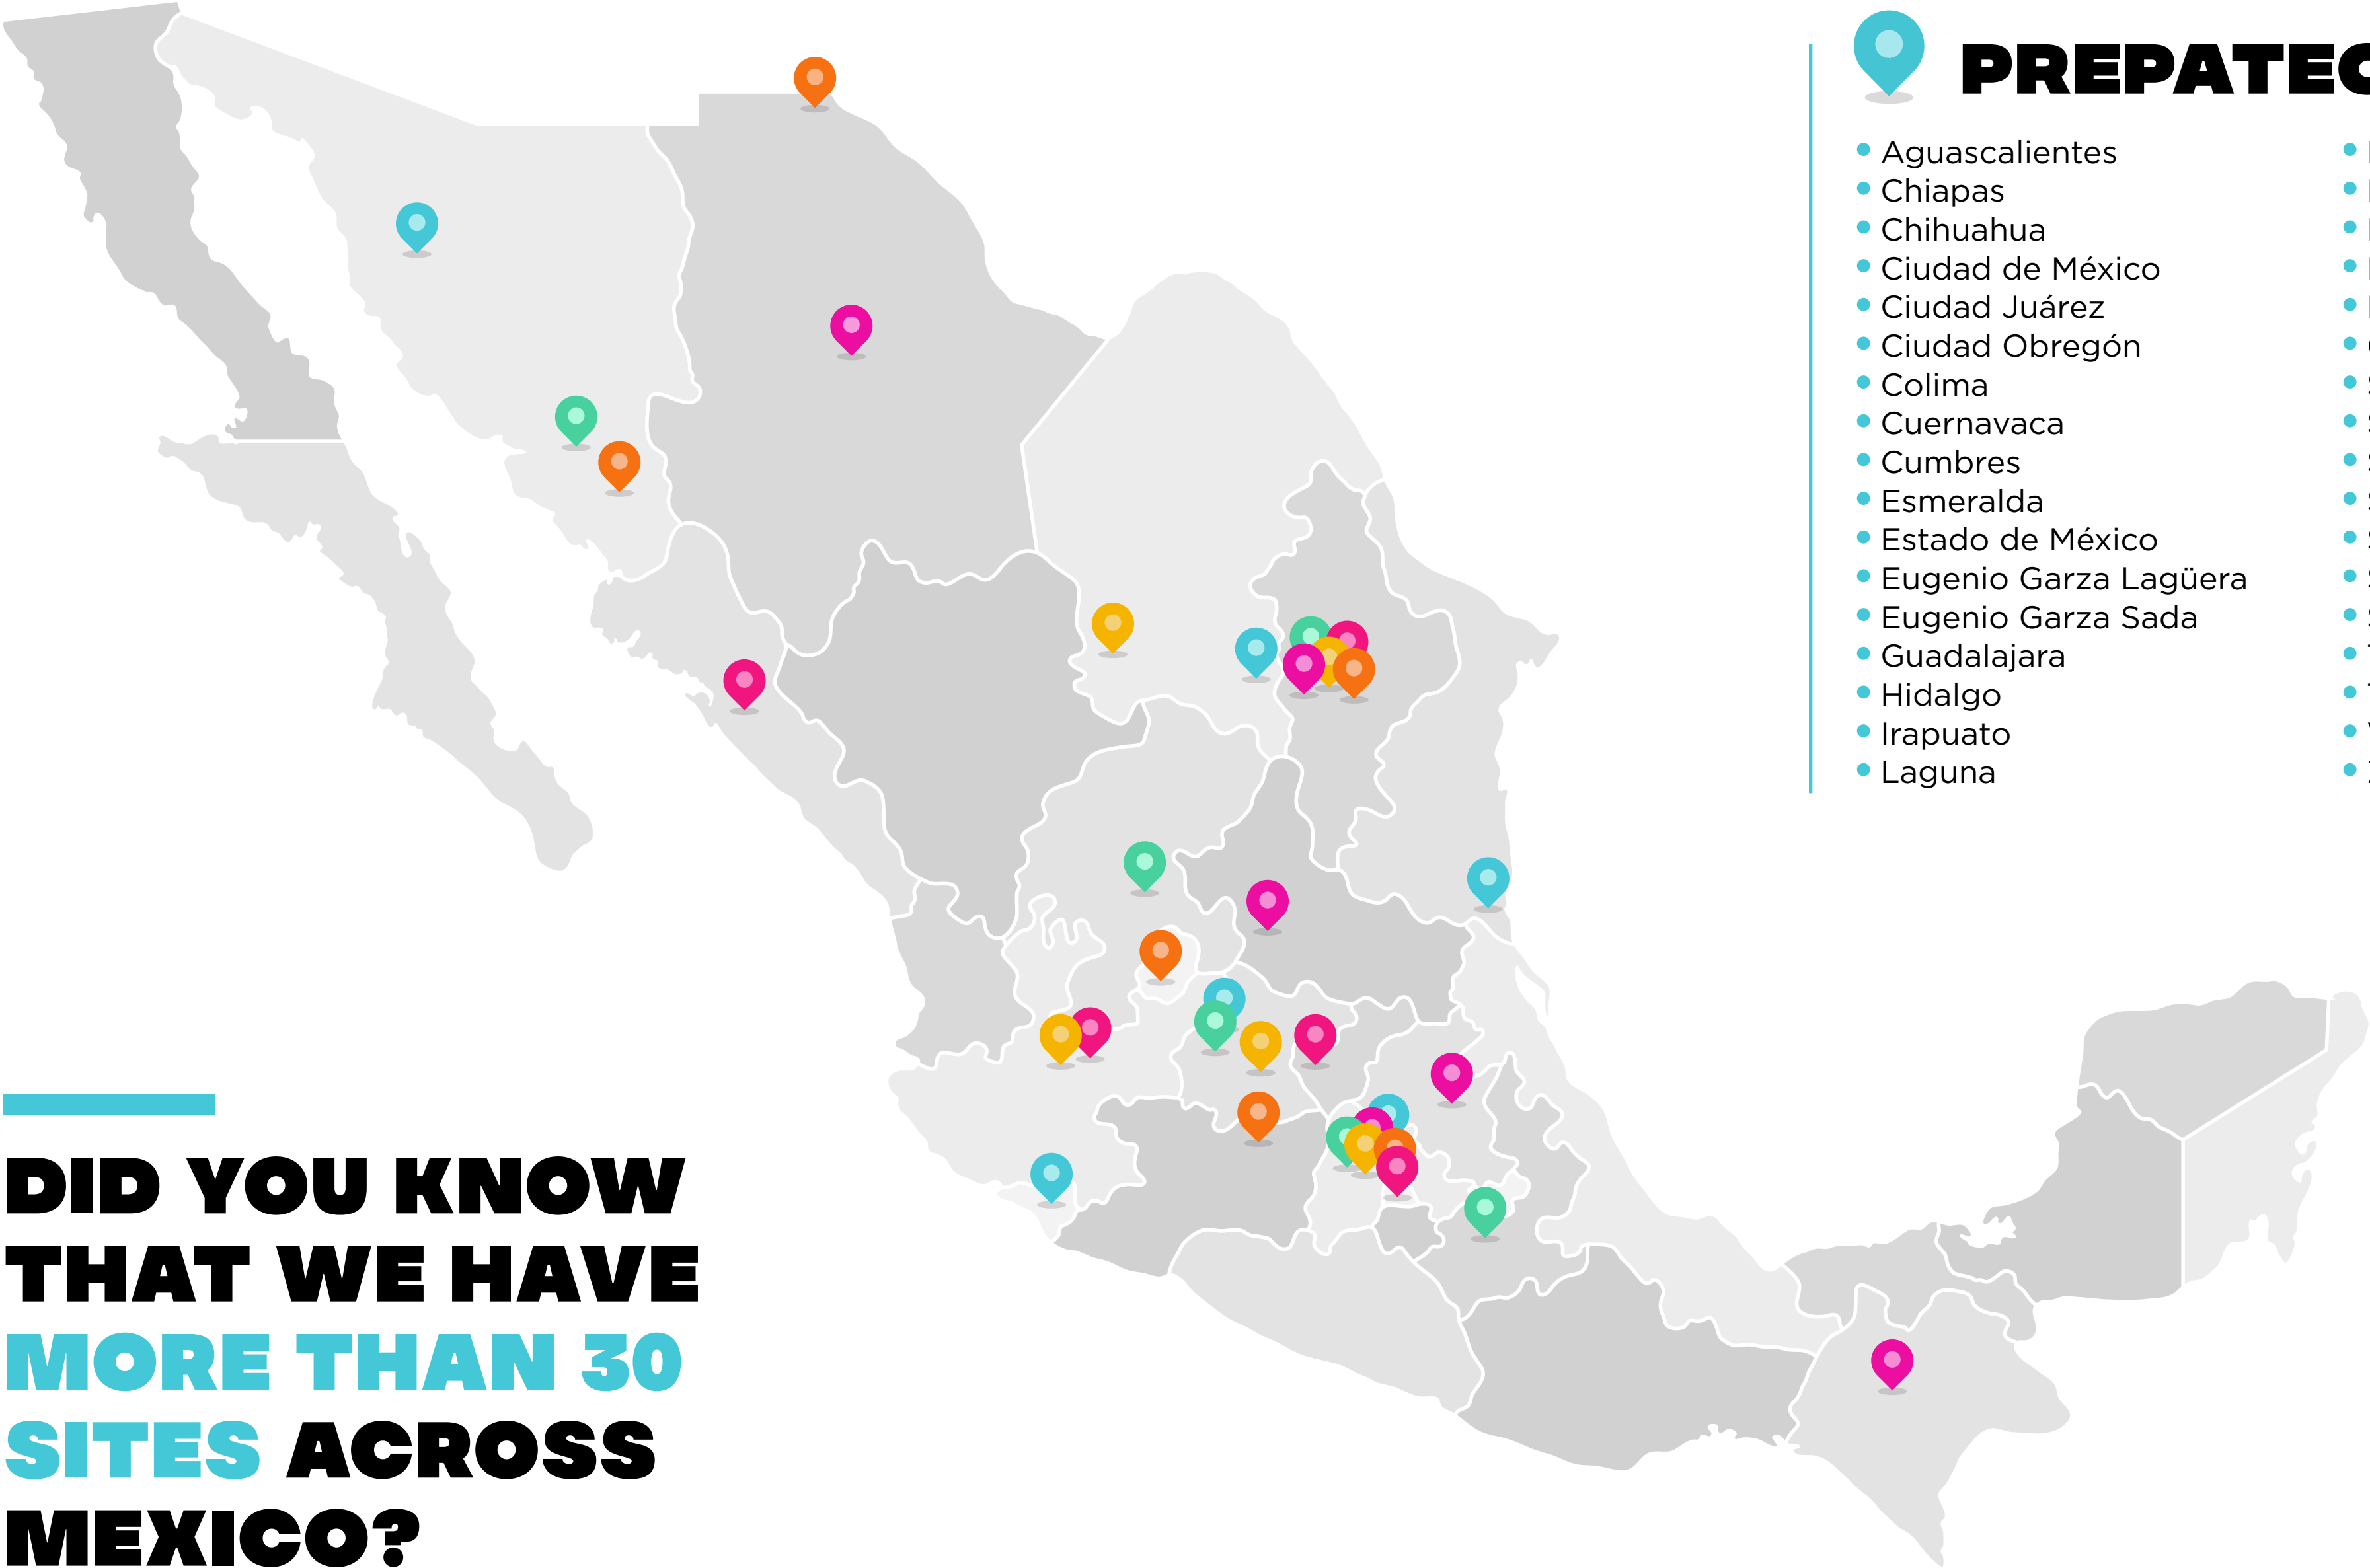 PREPATEC
Aguascalientes
Chiapas
Chihuahua
Ciudad de México
Ciudad Juárez
Ciudad Obregón
Colima
Cuernavaca
Cumbres
Esmeralda
Estado de México
Eugenio Garza Lagüera
Eugenio Garza Sada
Guadalajara
Hidalgo
Irapuato
Laguna
DID YOU KNOW
THAT WE HAVE
MORE THAN 30
SITES ACROSS
MEXICO?